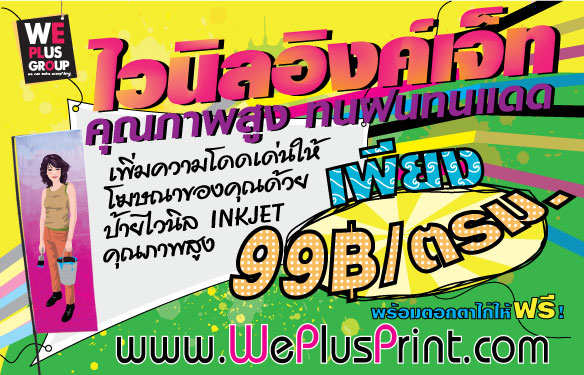 WE
PLUS
GROUP
we can make everything
ไวนิลอิงค์เจ็ท
คุณภาพสูง ทนฝนทนแดด
เพิ่มความโดดเด่นให้
โฆษณาของคุณด้วย
ป้ายไวนิล INKJET
คุณภาพสูง
เพียง
99฿/ตรม.
พร้อมตอกตาไก่ให้ฟรี!
www.WePlusPrint.com